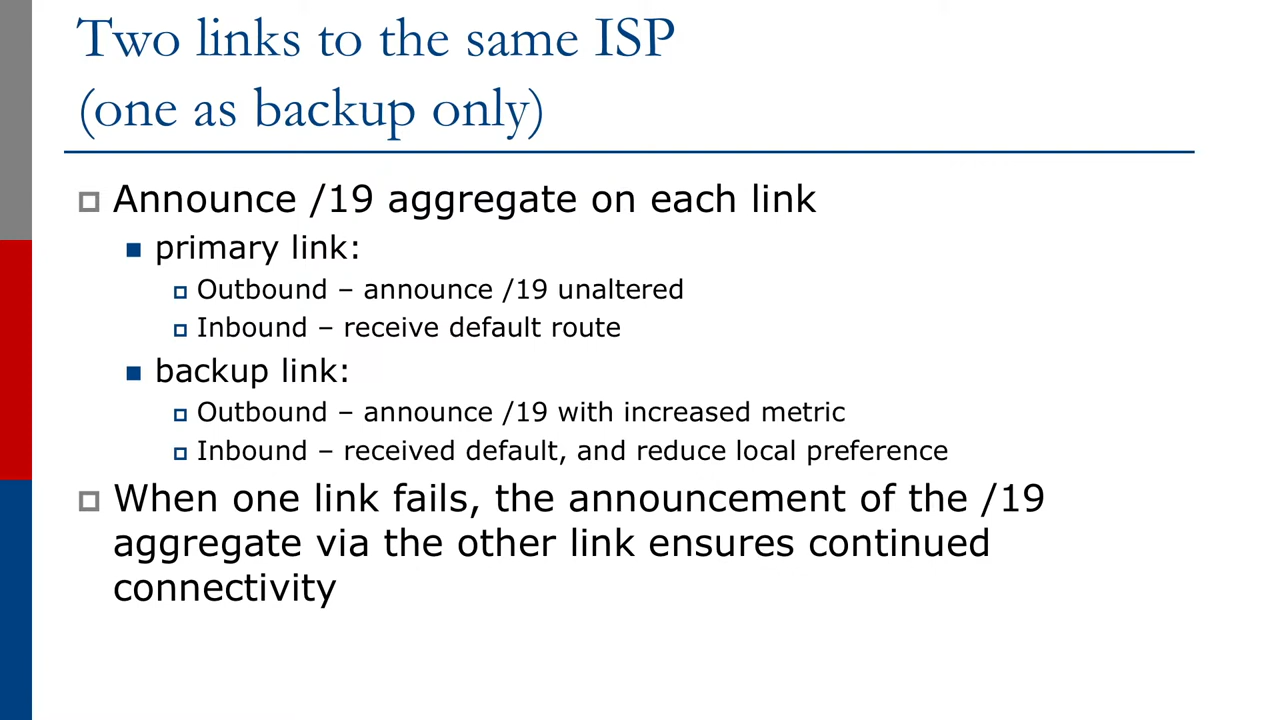 Two links to the same ISP
(one as backup only)
Announce /19 aggregate on each link
primary link:
Outbound – announce /19 unaltered
Inbound – receive default route
backup link:
Outbound – announce /19 with increased metric
Inbound – received default, and reduce local preference
When one link fails, the announcement of the /19
aggregate via the other link ensures continued
connectivity